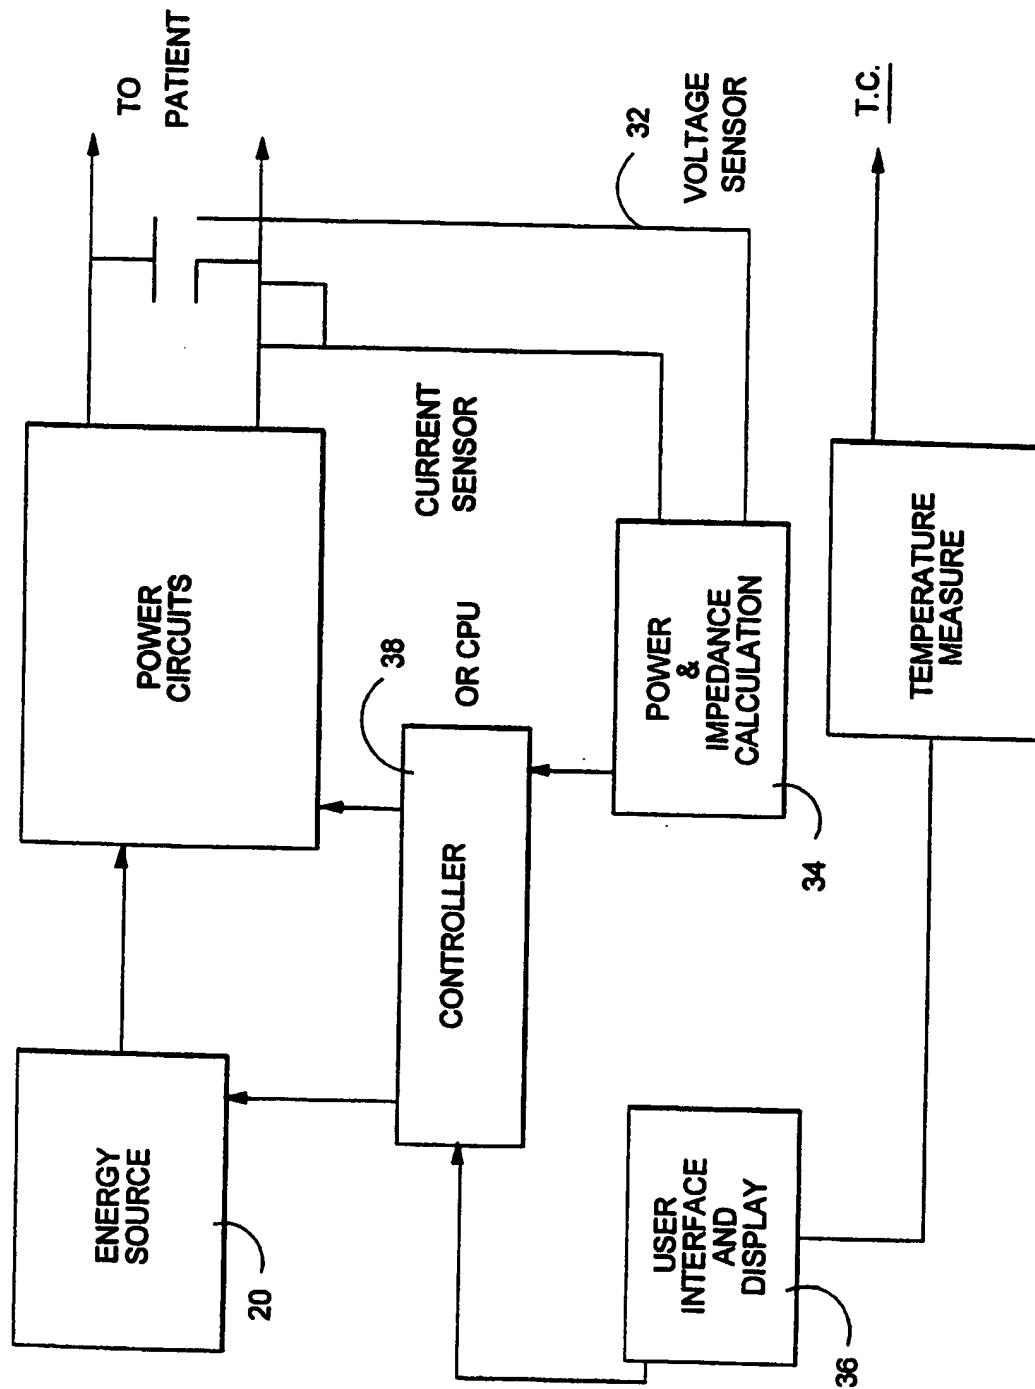 ENERGY
SOURCE
20
POWER
CIRCUITS
TO
PATIENT
CONTROLLER
38
OR CPU
CURRENT
SENSOR
32
VOLTAGE
SENSOR
USER
INTERFACE
AND
DISPLAY
36
POWER
&
IMPEDANCE
CALCULATION
34
TEMPERATURE
MEASURE
T.C.